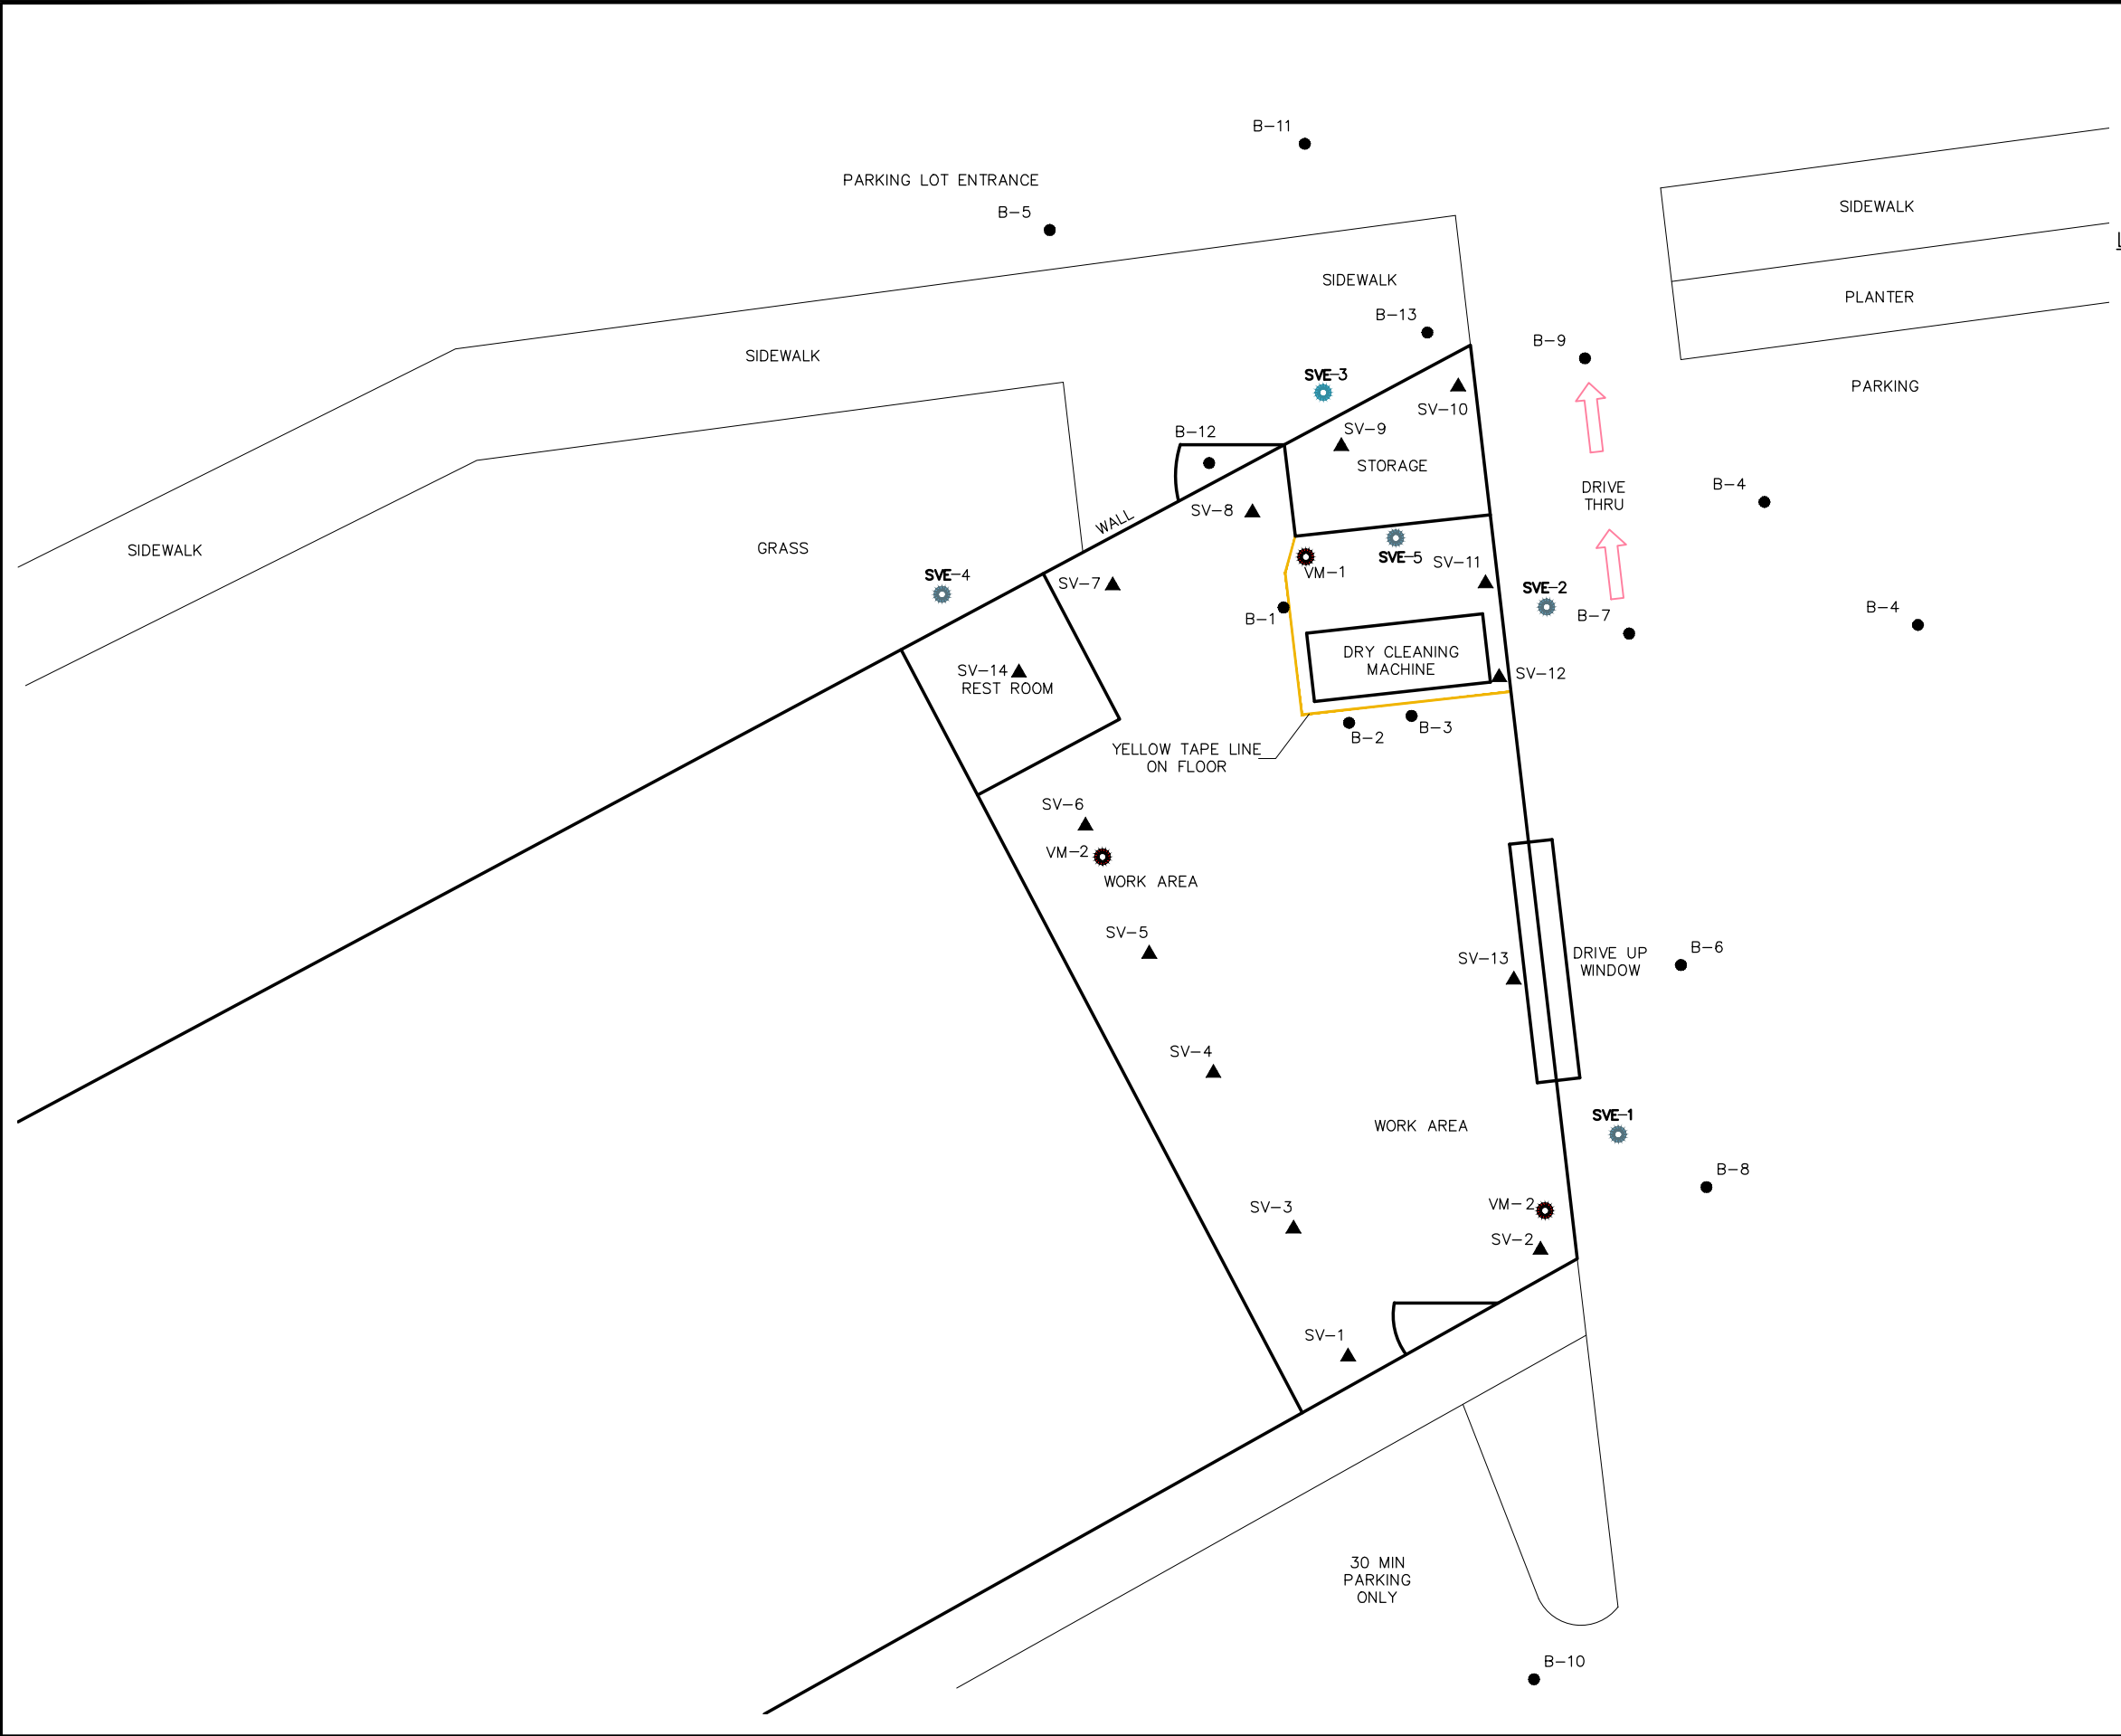 B-11
PARKING LOT ENTRANCE
SIDEWALK
B-5
SIDEWALK
PLANTER
B-13
B-9
SIDEWALK
SVE-3
PARKING
SV-10
B-12
SV-9
STORAGE
B-4
DRIVE
THRU
SV-8
WALL
SIDEWALK
GRASS
SVE-5
SV-11
VM-1
SVE-4
SV-7
SVE-2
B-7
B-4
B-1
DRY CLEANING
MACHINE
SV-14
REST ROOM
SV-12
B-3
B-2
YELLOW TAPE LINE
ON FLOOR
SV-6
VM-2
WORK AREA
SV-5
B-6
DRIVE UP
WINDOW
SV-13
SV-4
SVE-1
WORK AREA
B-8
VM-2
SV-3
SV-2
SV-1
30 MIN
PARKING
ONLY
B-10